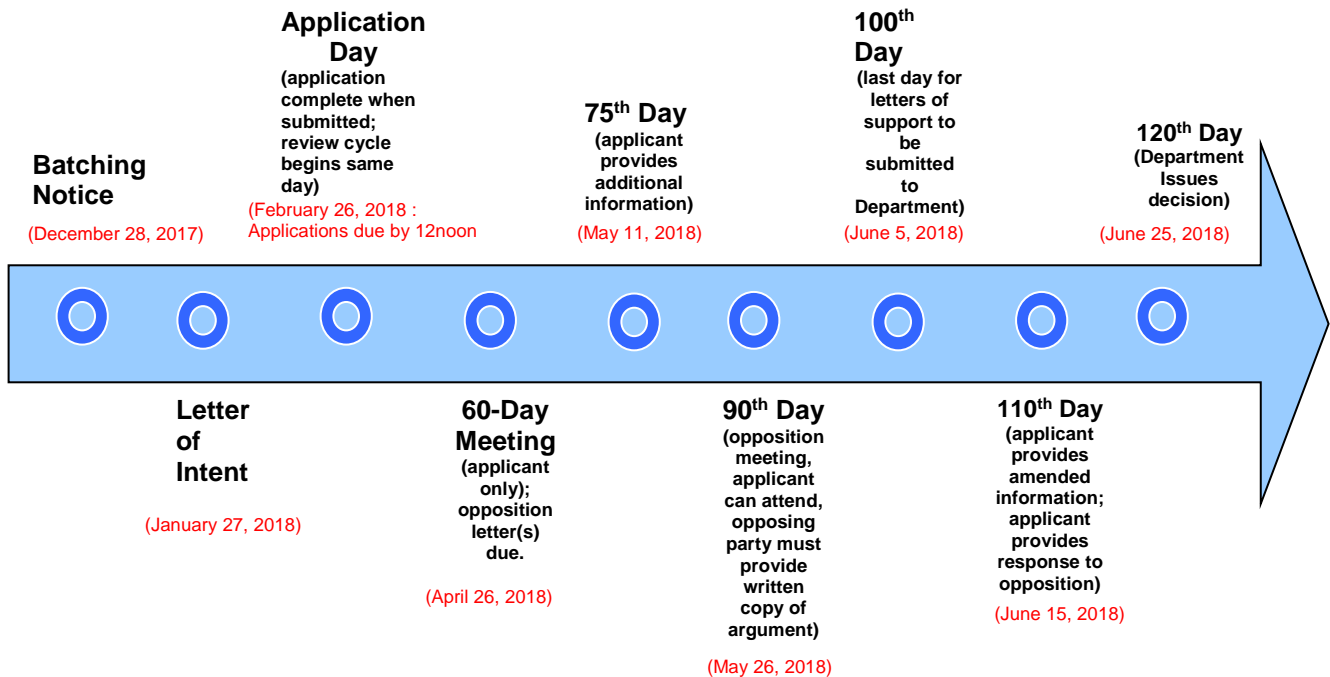 Batching
Notice
(December 28, 2017)
Letter
of
Intent
(January 27, 2018)
Application
Day
(application
complete when
submitted;
review cycle
begins same
day)
(February 26, 2018 :
Applications due by 12noon
60-Day
Meeting
(applicant
only);
opposition
letter(s)
due.
(April 26, 2018)
75th Day
(applicant
provides
additional
information)
(May 11, 2018)
90th Day
(opposition
meeting,
applicant
can attend,
opposing
party must
provide
written
copy of
argument)
(May 26, 2018)
100th
Day
(last day for
letters of
support to
be
submitted
to
Department)
(June 5, 2018)
110th Day
(applicant
provides
amended
information;
applicant
provides
response to
opposition)
(June 15, 2018)
120th Day
(Department
Issues
decision)
(June 25, 2018)